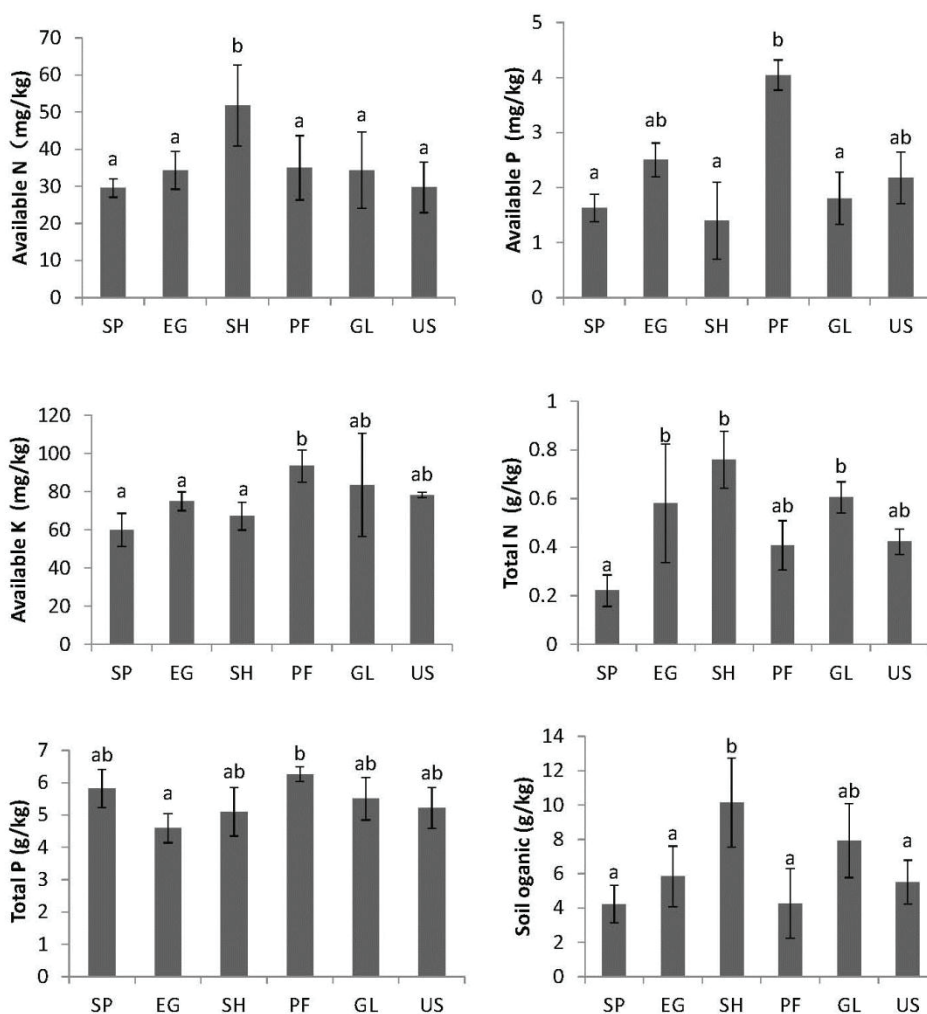 Available N (mg/kg)
70
60
50
40
30
20
10
0
a
a
b
a
a
a
SP EG SH PF GL US
Available P (mg/kg)
5
4
3
2
1
0
a
ab
a
b
a
ab
SP EG SH PF GL US
Available K (mg/kg)
120
100
80
60
40
20
0
a
a
a
b
ab
ab
SP EG SH PF GL US
Total N (g/kg)
1
0.8
0.6
0.4
0.2
0
a
b
b
ab
b
ab
SP EG SH PF GL US
Total P (g/kg)
7
6
5
4
3
2
1
0
ab
a
ab
b
ab
ab
SP EG SH PF GL US
Soil oganic (g/kg)
14
12
10
8
6
4
2
0
a
a
b
a
ab
a
SP EG SH PF GL US